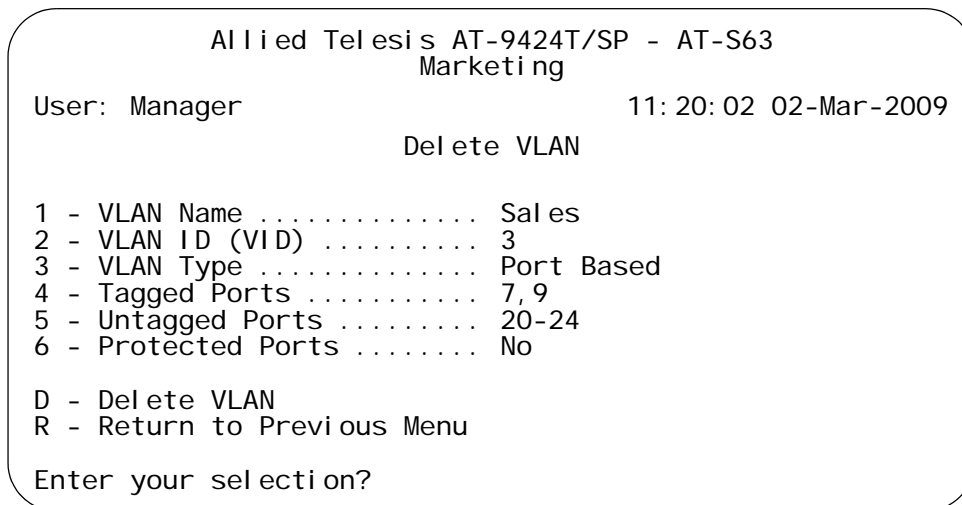 Allied Telesis AT-9424T/SP - AT-S63
Marketing
User: Manager 11:20:02 02-Mar-2009
Delete VLAN
1 - VLAN Name .............. Sales
2 - VLAN ID (VID) .......... 3
3 - VLAN Type .............. Port Based
4 - Tagged Ports ........... 7,9
5 - Untagged Ports ......... 20-24
6 - Protected Ports ........ No
D - Delete VLAN
R - Return to Previous Menu
Enter your selection?